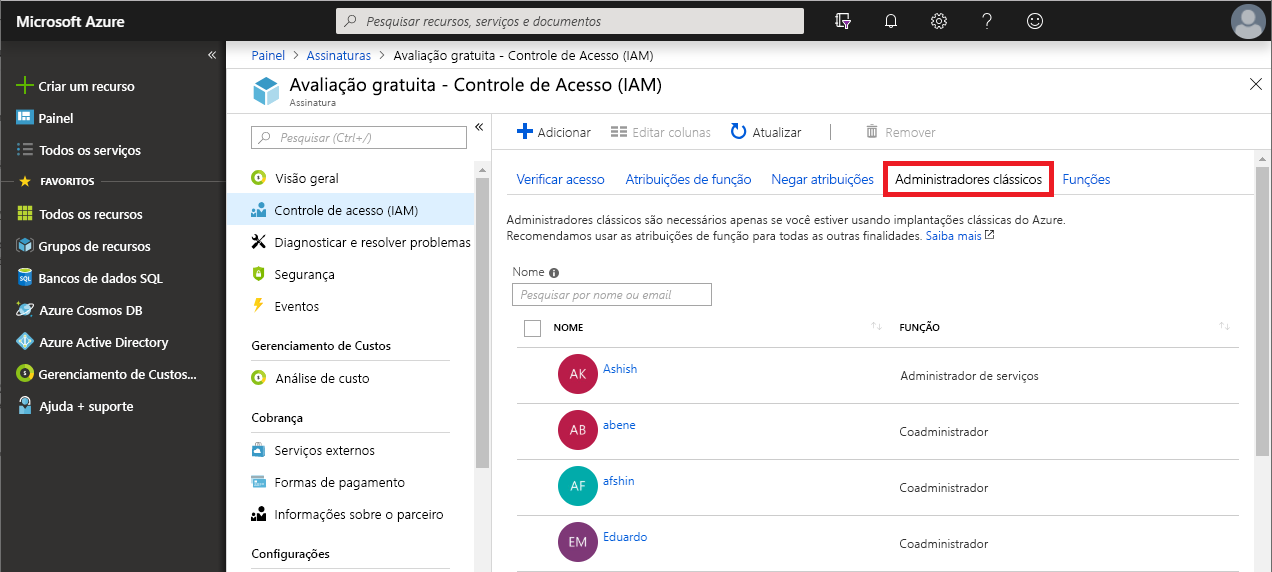 Microsoft Azure
Pesquisar recursos, serviços e documentos
Criar um recurso
Painel
Todos os serviços
FAVORITOS
Todos os recursos
Grupos de recursos
Bancos de dados SQL
Azure Cosmos DB
Azure Active Directory
Gerenciamento de Custos...
Ajuda + suporte
Painel > Assinaturas > Avaliação gratuita - Controle de Acesso (IAM)
Avaliação gratuita - Controle de Acesso (IAM)
Assinatura
Pesquisar (Ctrl+/)
Visão geral
Controle de acesso (IAM)
Diagnosticar e resolver problemas
Segurança
Eventos
Gerenciamento de Custos
Análise de custo
Cobrança
Serviços externos
Formas de pagamento
Informações sobre o parceiro
Configurações
Adicionar Editar colunas Atualizar Remover
Verificar acesso Atribuições de função Negar atribuições Administradores clássicos Funções
Administradores clássicos são necessários apenas se você estiver usando implantações clássicas do Azure.
Recomendamos usar as atribuições de função para todas as outras finalidades. Saiba mais
Nome
Pesquisar por nome ou email
NOME FUNÇÃO
AK Ashish Administrador de serviços
AB abene Coadministrador
AF afshin Coadministrador
EM Eduardo Coadministrador